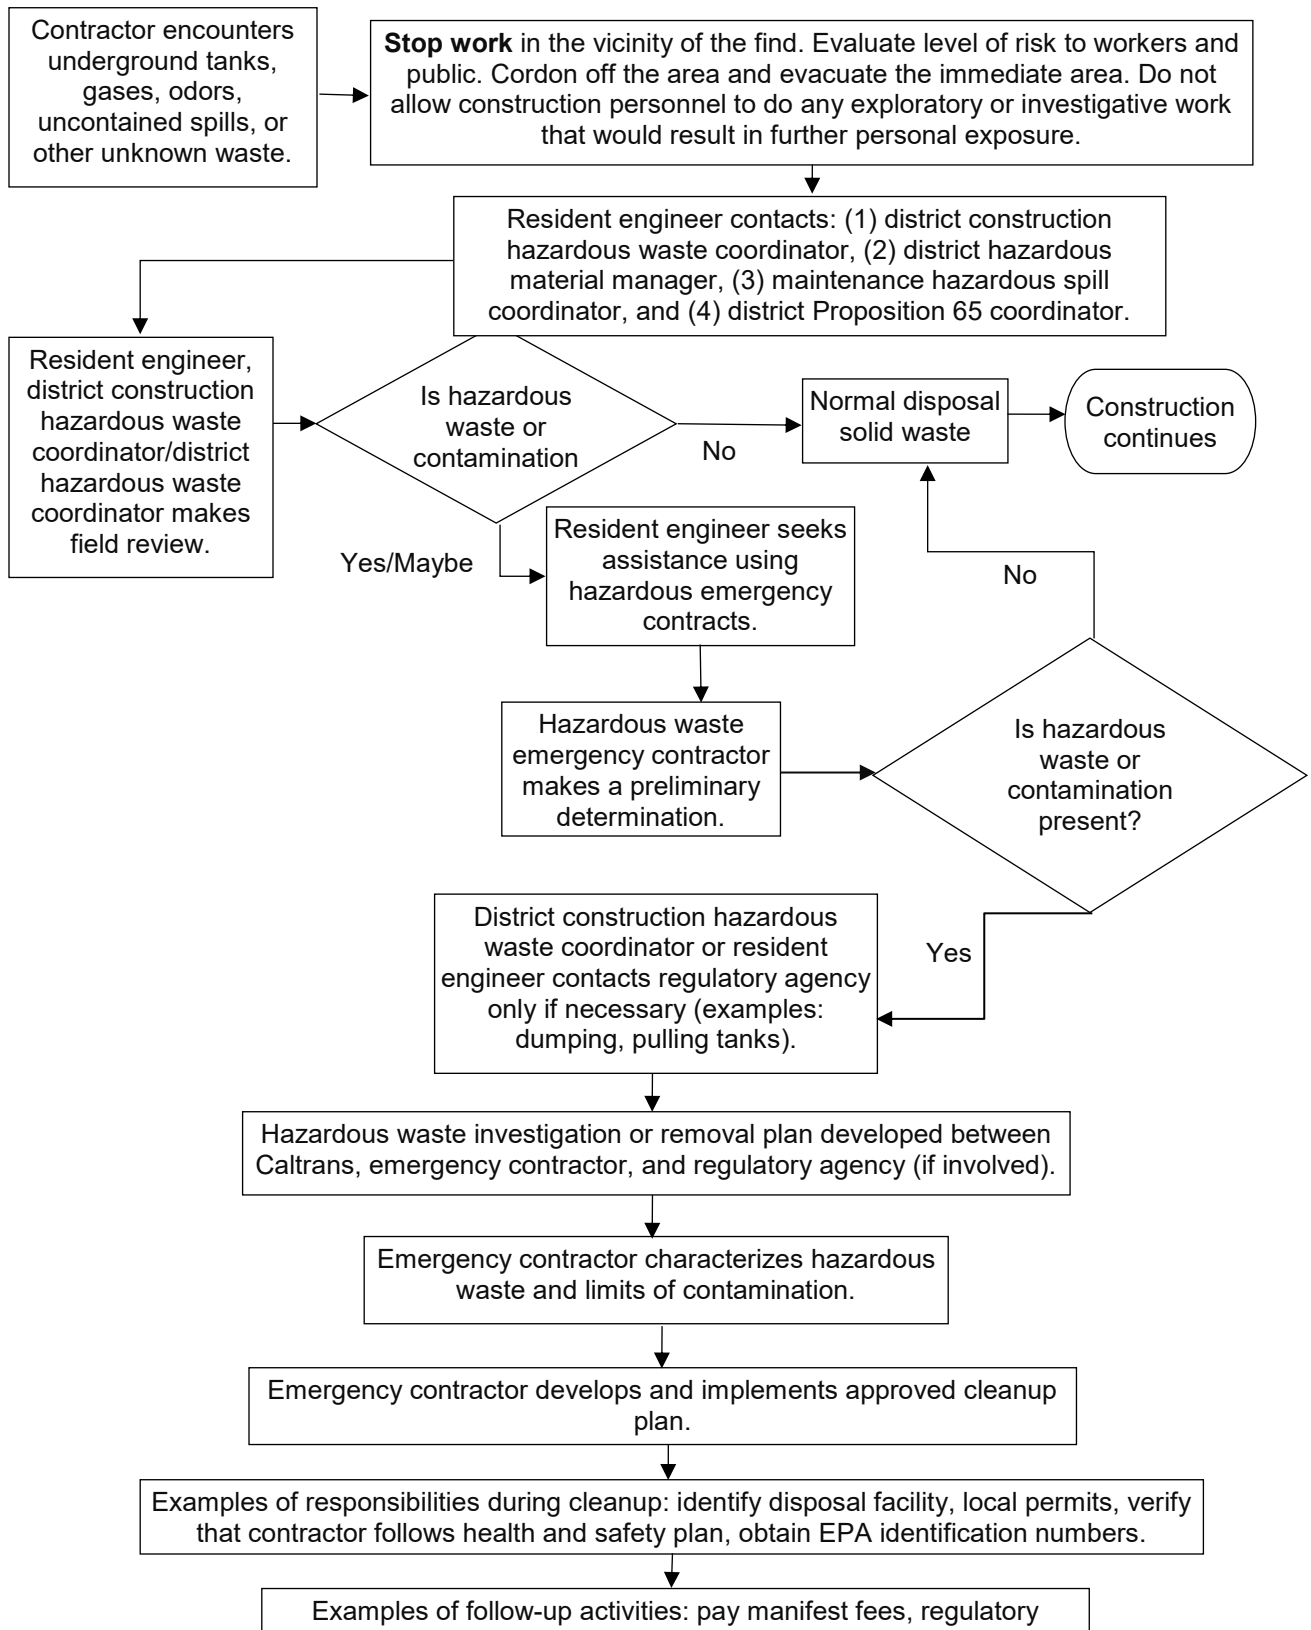 Contractor encounters
underground tanks,
gases, odors,
uncontained spills, or
other unknown waste.
Stop work in the vicinity of the find. Evaluate level of risk to workers and
public. Cordon off the area and evacuate the immediate area. Do not
allow construction personnel to do any exploratory or investigative work
that would result in further personal exposure.
Resident engineer contacts: (1) district construction
hazardous waste coordinator, (2) district hazardous
material manager, (3) maintenance hazardous spill
coordinator, and (4) district Proposition 65 coordinator.
Resident engineer,
district construction
hazardous waste
coordinator/district
hazardous waste
coordinator makes
field review.
Is hazardous
waste or
contamination
No
Normal disposal
solid waste
Construction
continues
Yes/Maybe
Resident engineer seeks
assistance using
hazardous emergency
contracts.
No
Hazardous waste
emergency contractor
makes a preliminary
determination.
Is hazardous
waste or
contamination
present?
Yes
District construction hazardous
waste coordinator or resident
engineer contacts regulatory agency
only if necessary (examples:
dumping, pulling tanks).
Hazardous waste investigation or removal plan developed between
Caltrans, emergency contractor, and regulatory agency (if involved).
Emergency contractor characterizes hazardous
waste and limits of contamination.
Emergency contractor develops and implements approved cleanup
plan.
Examples of responsibilities during cleanup: identify disposal facility, local permits, verify
that contractor follows health and safety plan, obtain EPA identification numbers.
Examples of follow-up activities: pay manifest fees, regulatory